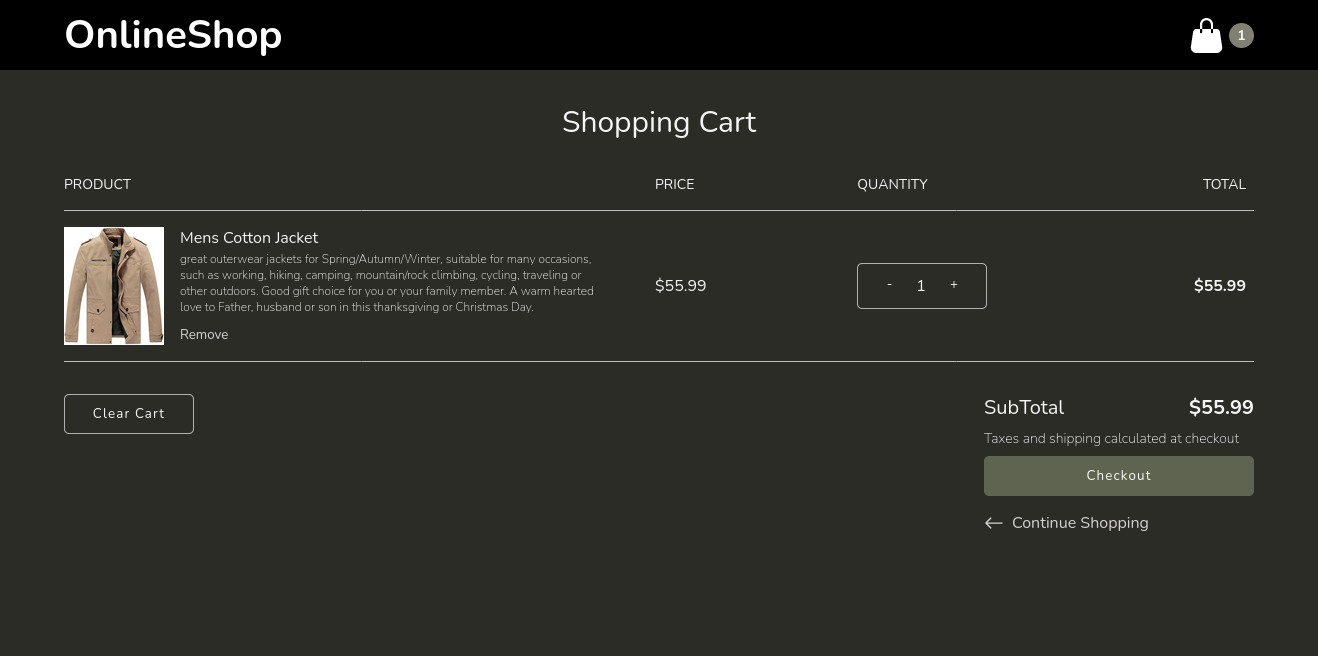 OnlineShop
1
Shopping Cart
PRODUCT PRICE QUANTITY TOTAL
Mens Cotton Jacket
great outerwear jackets for Spring/Autumn/Winter, suitable for many occasions,
such as working, hiking, camping, mountain/rock climbing, cycling, traveling or
other outdoors. Good gift choice for you or your family member. A warm hearted
love to Father, husband or son in this thanksgiving or Christmas Day.
Remove
$55.99 - 1 + $55.99
Clear Cart
SubTotal $55.99
Taxes and shipping calculated at checkout
Checkout
Continue Shopping